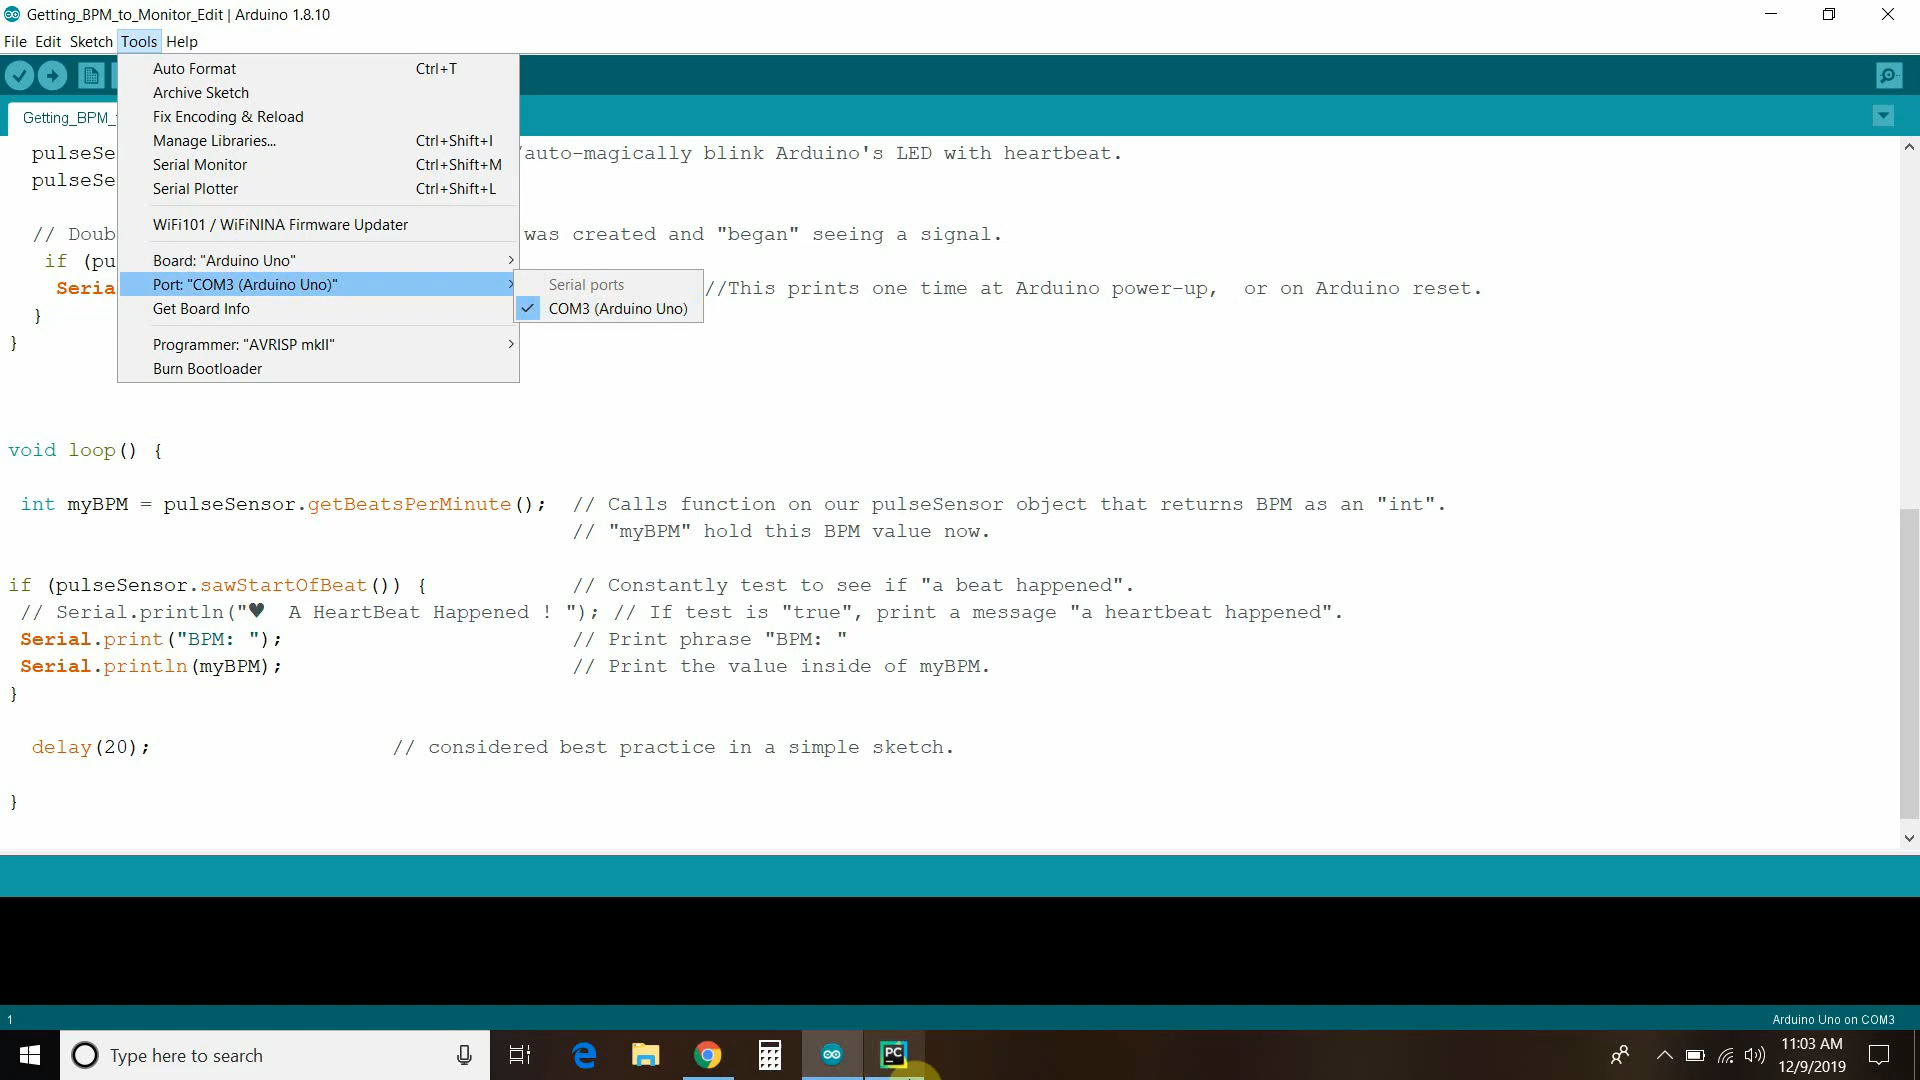 Getting_BPM_to_Monitor_Edit | Arduino 1.8.10
File Edit Sketch Tools Help
Auto Format Ctrl+T
Archive Sketch
Fix Encoding & Reload
Manage Libraries... Ctrl+Shift+I
Serial Monitor Ctrl+Shift+M
Serial Plotter Ctrl+Shift+L
WiFi101 / WiFiNINA Firmware Updater
Board: "Arduino Uno"
Port: "COM3 (Arduino Uno)"
Get Board Info
Programmer: "AVRISP mkII"
Burn Bootloader
Serial ports
COM3 (Arduino Uno)
Getting_BPM_
pulseSe /auto-magically blink Arduino's LED with heartbeat.
pulseSe
// Doub was created and "began" seeing a signal.
if (pu
Seria //This prints one time at Arduino power-up,  or on Arduino reset.
}
}
void loop() {
int myBPM = pulseSensor.getBeatsPerMinute();  // Calls function on our pulseSensor object that returns BPM as an "int".
// "myBPM" hold this BPM value now.
if (pulseSensor.sawStartOfBeat()) {  // Constantly test to see if "a beat happened".
// Serial.println("♥  A HeartBeat Happened ! "); // If test is "true", print a message "a heartbeat happened".
Serial.print("BPM: ");  // Print phrase "BPM: "
Serial.println(myBPM);  // Print the value inside of myBPM.
}
delay(20);  // considered best practice in a simple sketch.
}
1 Arduino Uno on COM3
Type here to search
PC
11:03 AM
12/9/2019